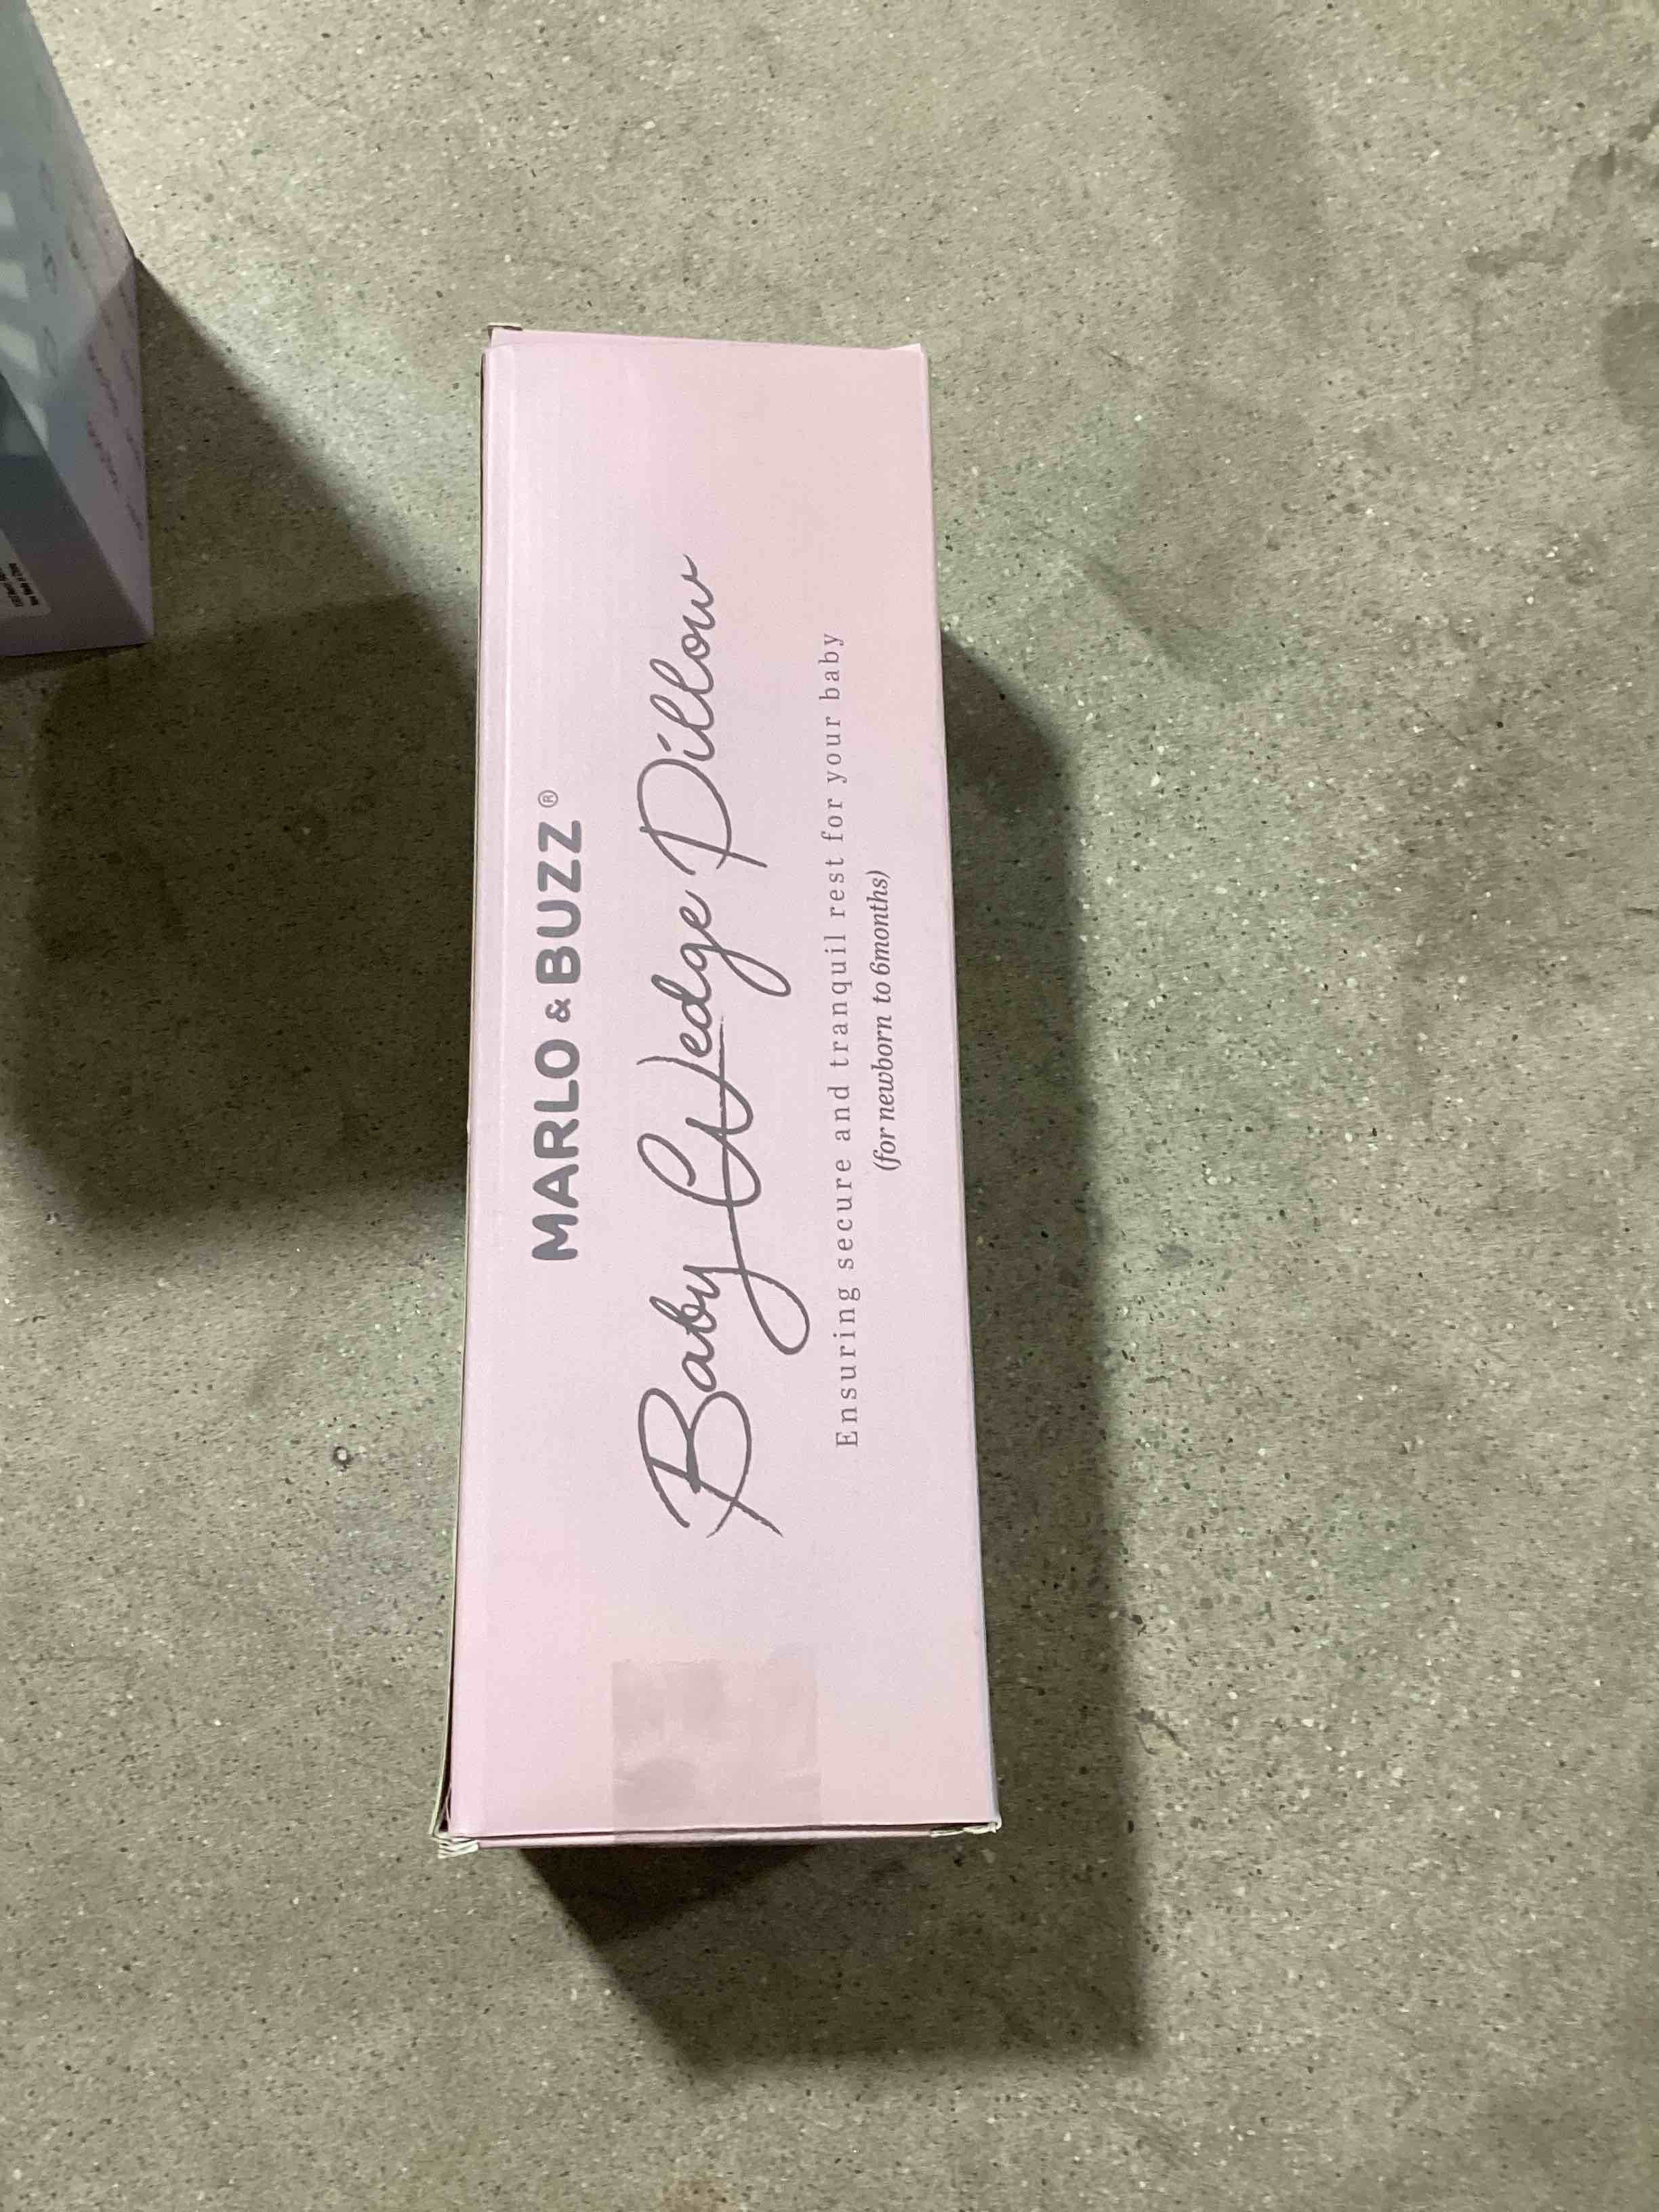 MARLO & BUZZ®
Baby Wedge Pillow
Ensuring secure and tranquil rest for your baby
(for newborn to 6months)